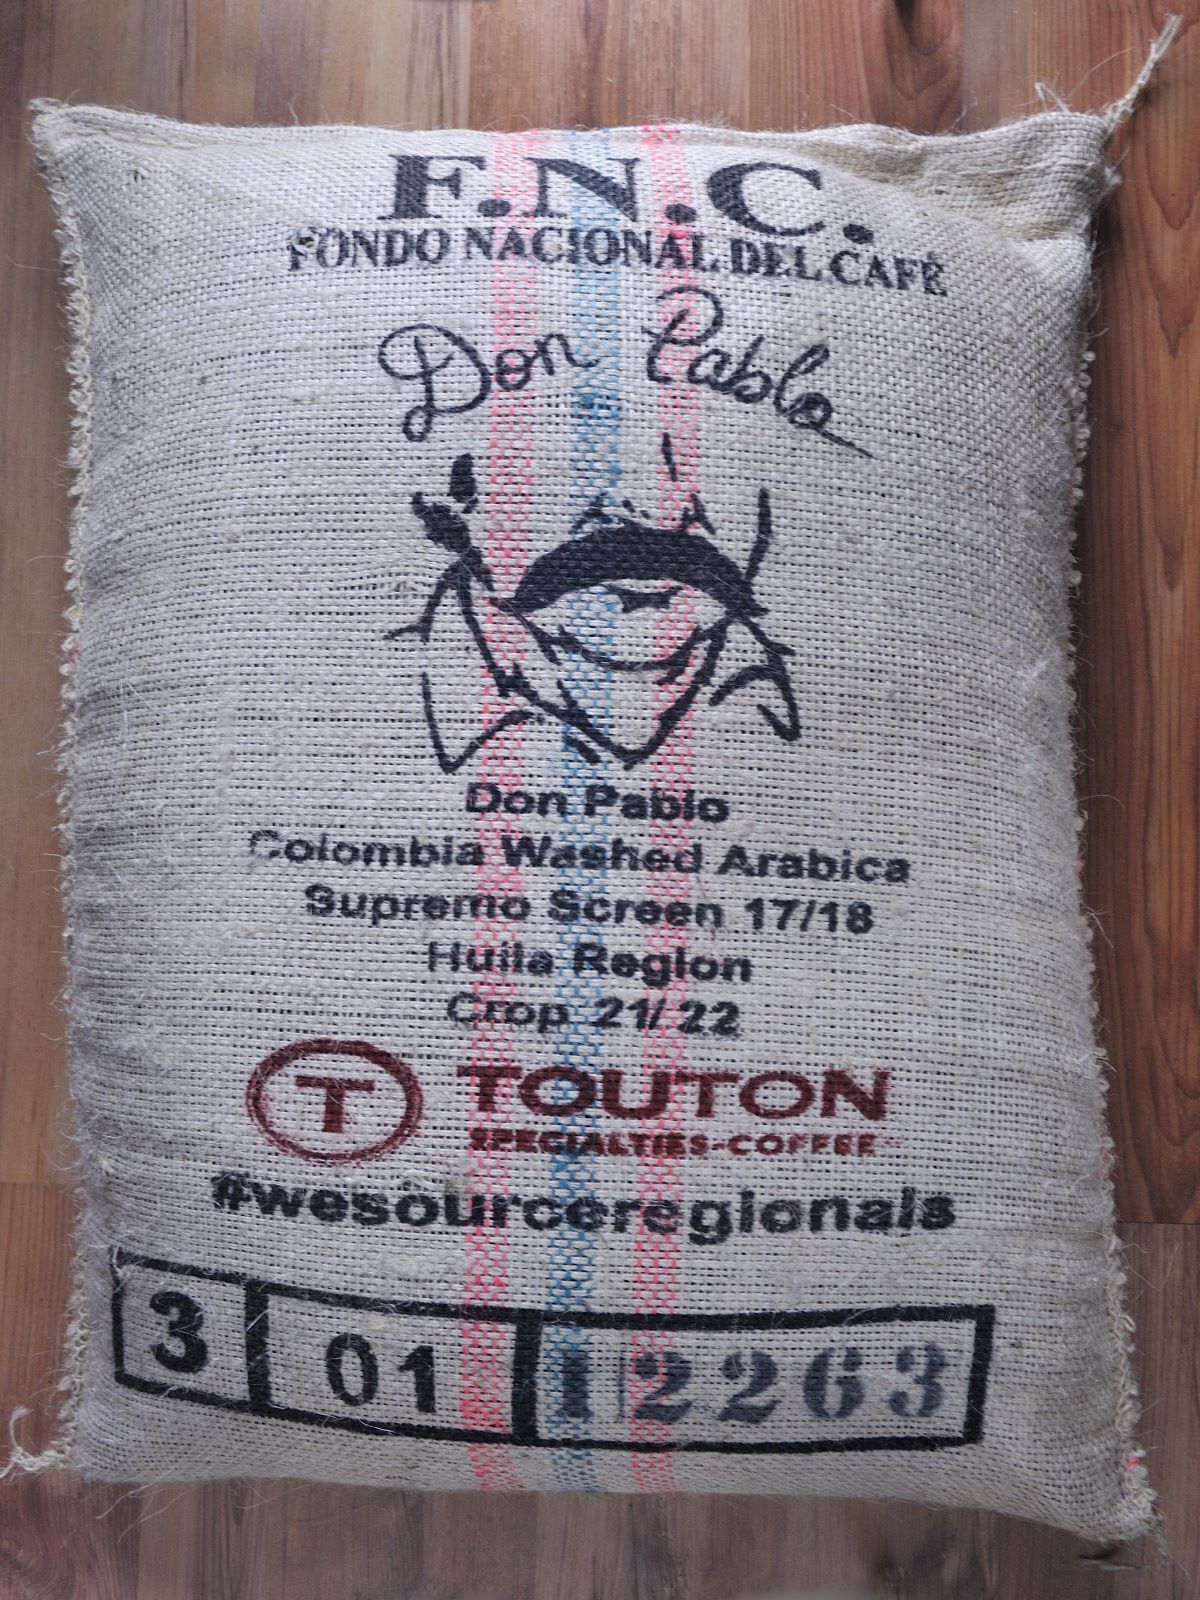 F.N.C.
FONDO NACIONAL DEL CAFÉ
Don Pablo
Don Pablo
Colombia Washed Arabica
Supremo Screen 17/18
Huila Region
Crop 21/22
T TOUTON
SPECIALTIES-COFFEE
#wesourceregionals
3 01 12263